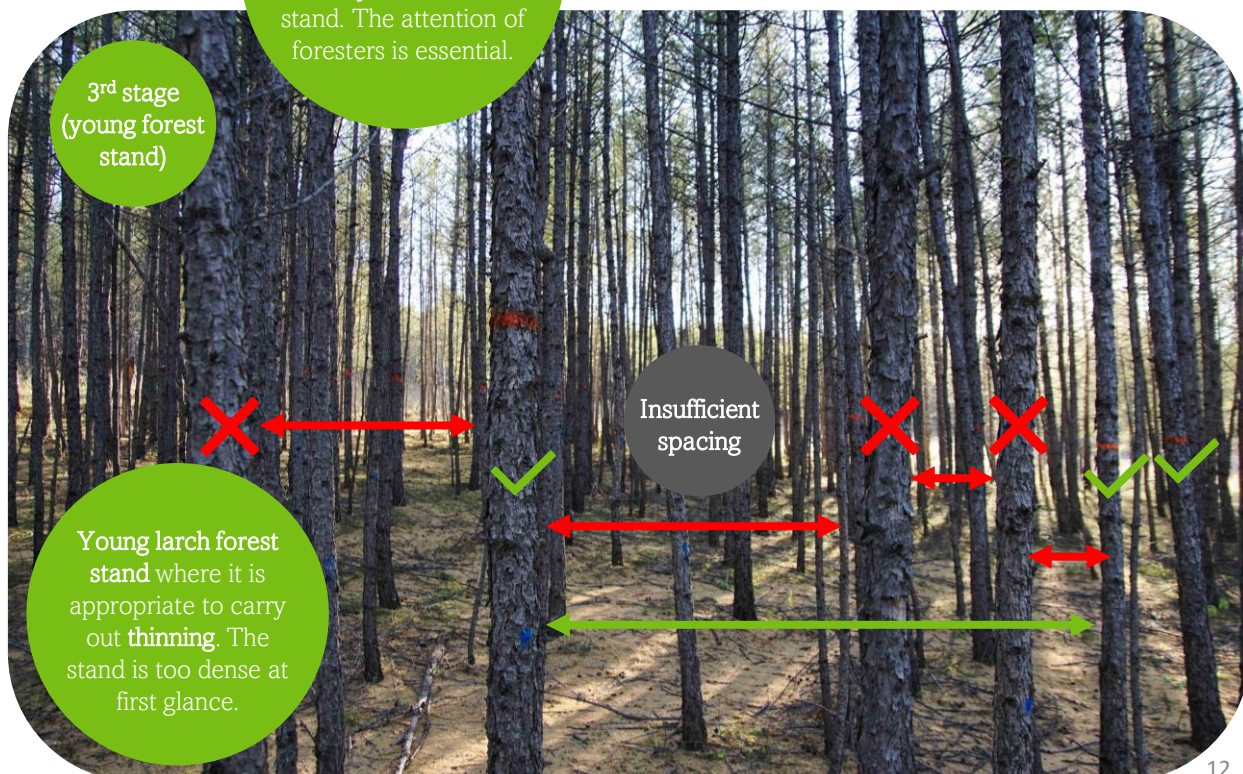 stand. The attention of
foresters is essential.
3rd stage
(young forest
stand)
Insufficient
spacing
Young larch forest
stand where it is
appropriate to carry
out thinning. The
stand is too dense at
first glance.
12